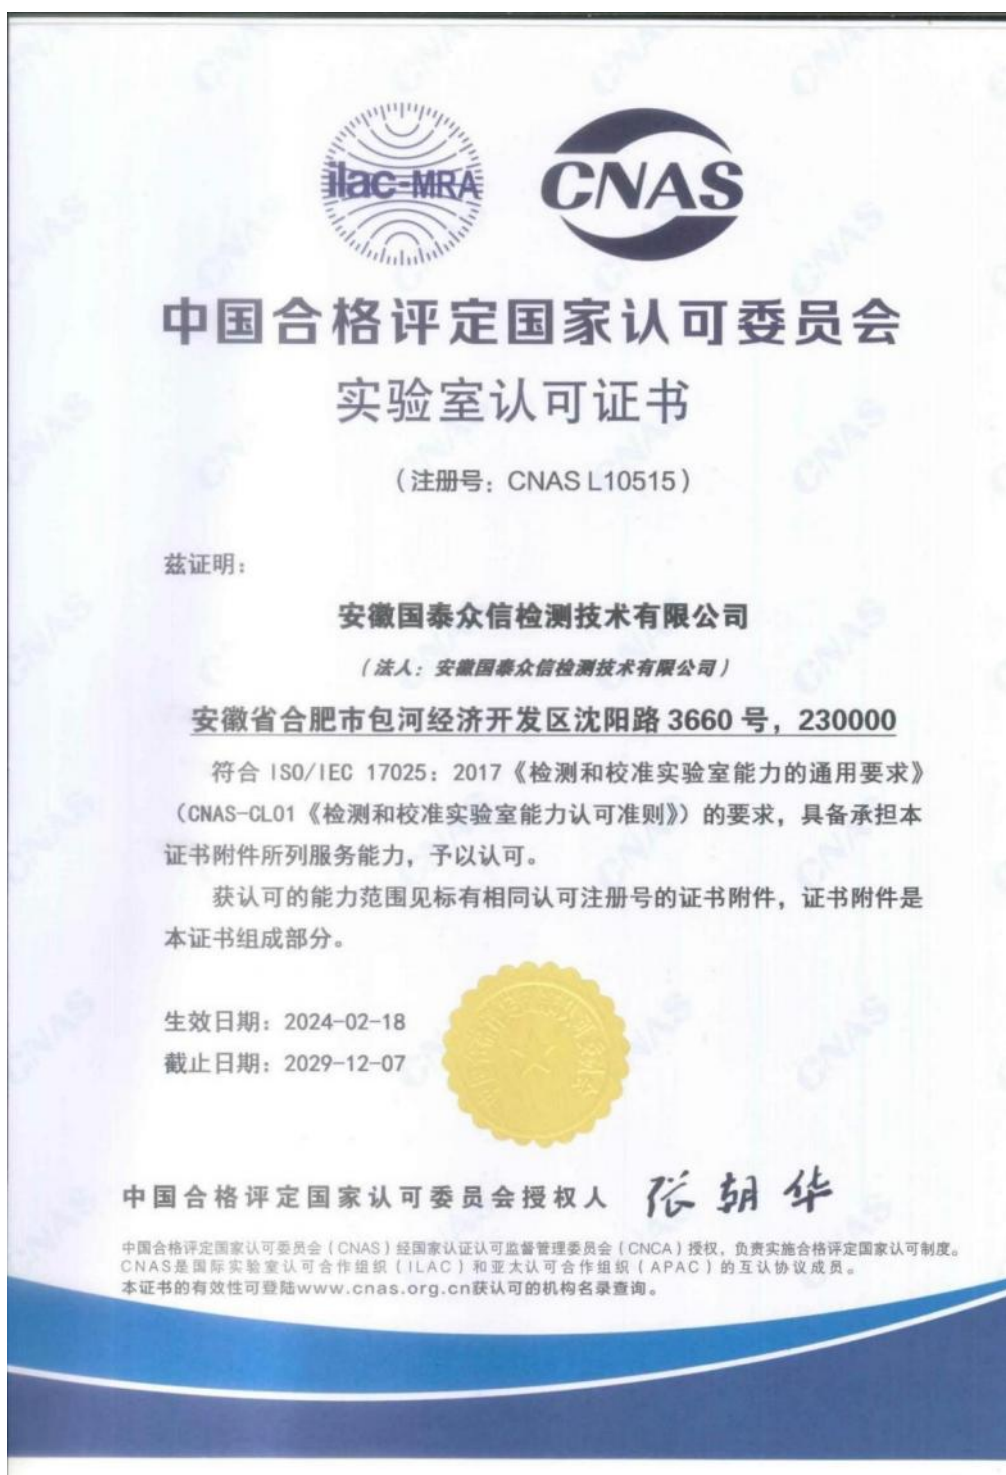 ilac-MRA
CNAS
中国合格评定国家认可委员会
实验室认可证书
（注册号：CNAS L10515）
兹证明：
安徽国泰众信检测技术有限公司
（法人：安徽国泰众信检测技术有限公司）
安徽省合肥市包河经济开发区沈阳路 3660 号，230000
符合 ISO/IEC 17025：2017《检测和校准实验室能力的通用要求》
（CNAS-CL01《检测和校准实验室能力认可准则》）的要求，具备承担本
证书附件所列服务能力，予以认可。
获认可的能力范围见标有相同认可注册号的证书附件，证书附件是
本证书组成部分。
生效日期：2024-02-18
截止日期：2029-12-07
中国合格评定国家认可委员会授权人 张朝华
中国合格评定国家认可委员会（CNAS）经国家认证认可监督管理委员会（CNCA）授权，负责实施合格评定国家认可制度。
CNAS是国际实验室认可合作组织（ILAC）和亚太认可合作组织（APAC）的互认协议成员。
本证书的有效性可登陆www.cnas.org.cn获认可的机构名录查询。